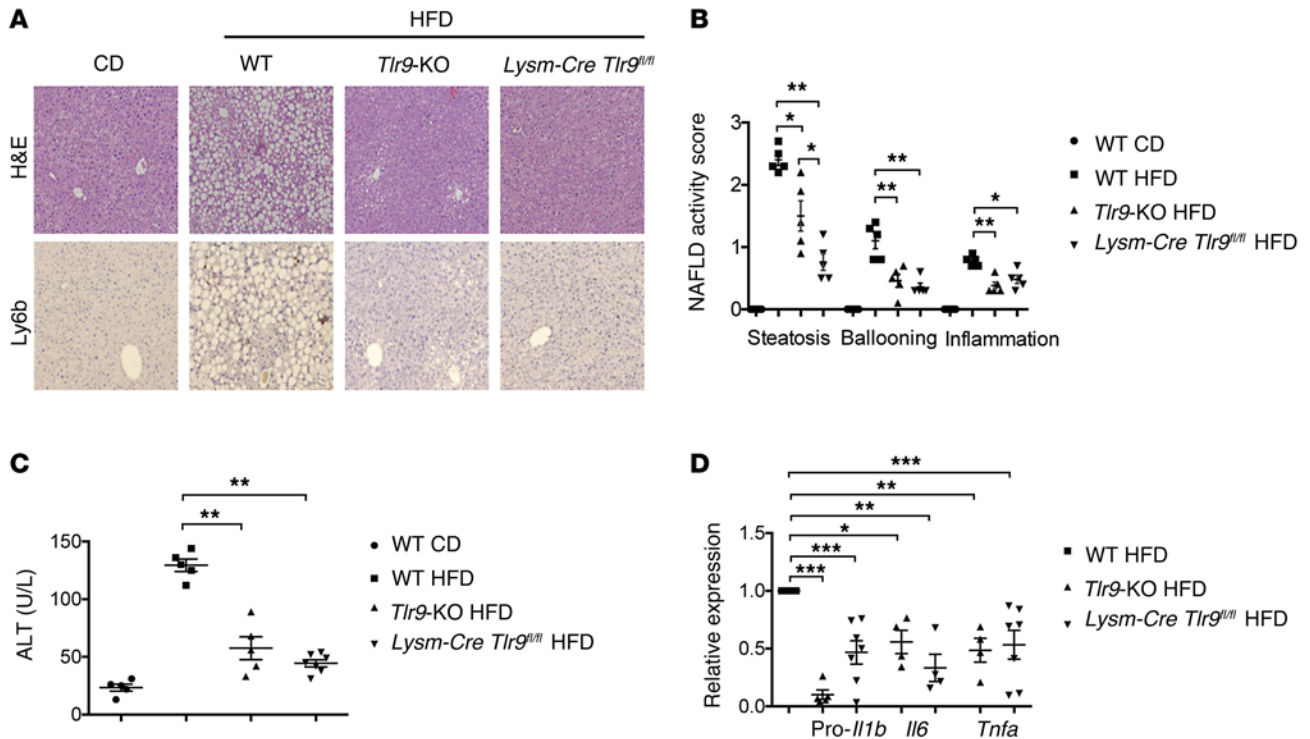 A
HFD
CD
WT
Tlr9-KO
Lysm-Cre Tlr9fl/fl
H&E
Ly6b
B
NAFLD activity score
3
2
1
0
**
*
*
**
**
*
**
Steatosis
Ballooning
Inflammation
WT CD
WT HFD
Tlr9-KO HFD
Lysm-Cre Tlr9fl/fl HFD
C
ALT (U/L)
150
100
50
0
**
**
WT CD
WT HFD
Tlr9-KO HFD
Lysm-Cre Tlr9fl/fl HFD
D
Relative expression
1.5
1.0
0.5
0.0
***
**
**
*
***
***
Pro-Il1b
Il6
Tnfa
WT HFD
Tlr9-KO HFD
Lysm-Cre Tlr9fl/fl HFD